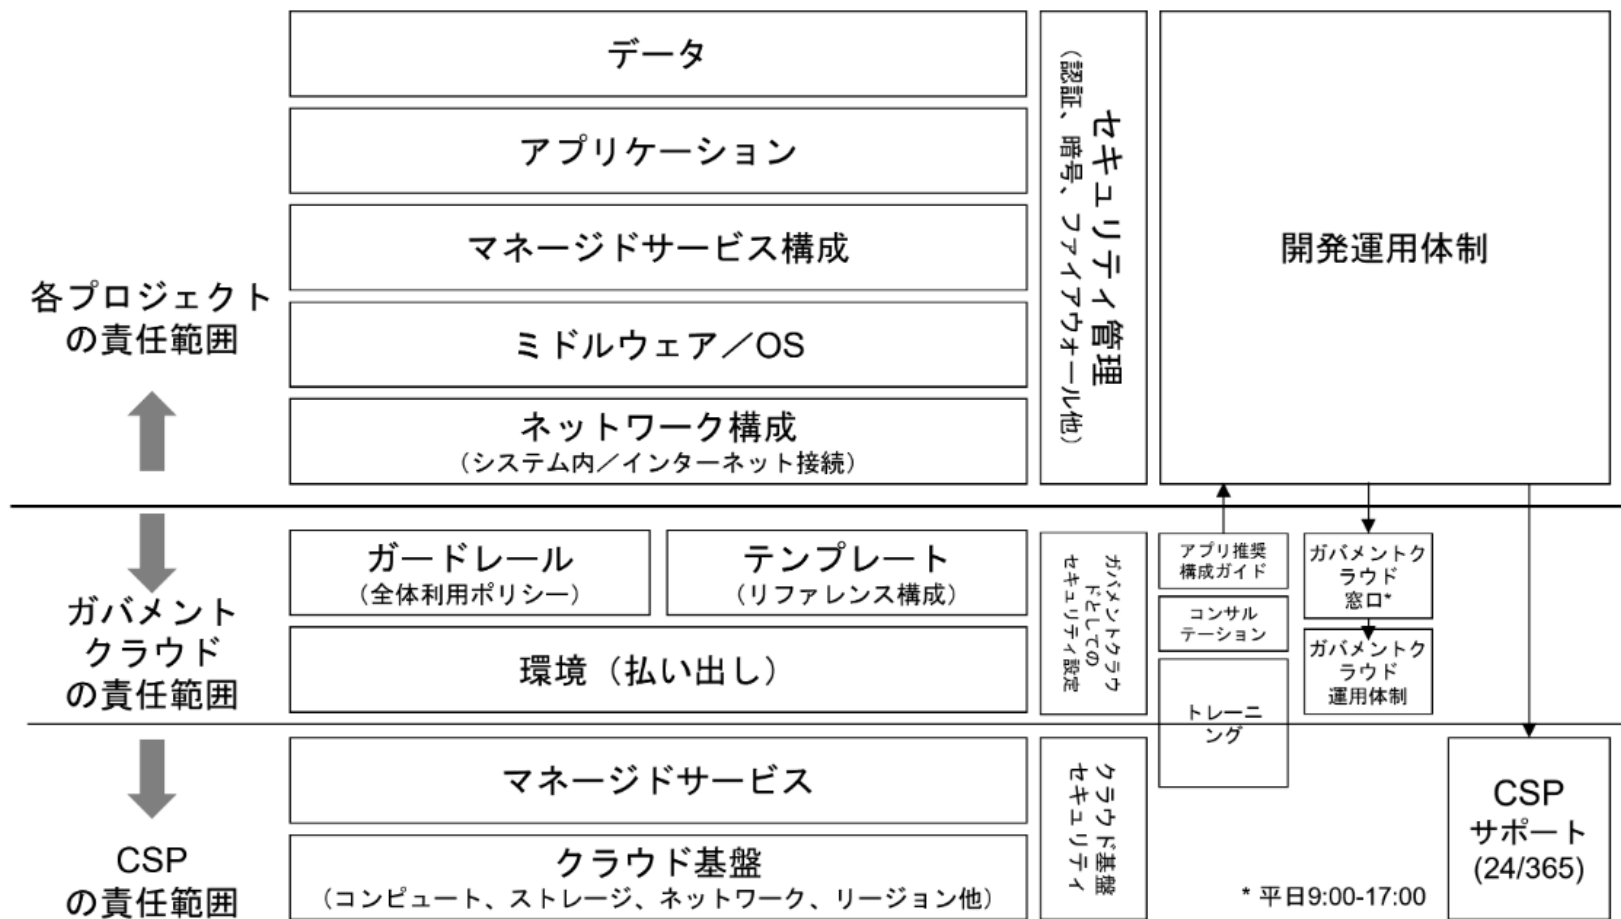 データ
アプリケーション
マネージドサービス構成
ミドルウェア／OS
ネットワーク構成
（システム内／インターネット接続）
各プロジェクト
の責任範囲
セキュリティ管理
（認証、暗号、ファイアウォール他）
開発運用体制
ガバメント
クラウド
の責任範囲
ガードレール
（全体利用ポリシー）
テンプレート
（リファレンス構成）
環境（払い出し）
ガバメントクラウ
ドとしての
セキュリティ設定
アプリ推奨
構成ガイド
コンサル
テーション
トレーニ
ング
ガバメントク
ラウド
窓口*
ガバメントク
ラウド
運用体制
CSP
の責任範囲
マネージドサービス
クラウド基盤
（コンピュート、ストレージ、ネットワーク、リージョン他）
クラウド基盤
セキュリティ
CSP
サポート
(24/365)
* 平日9:00-17:00